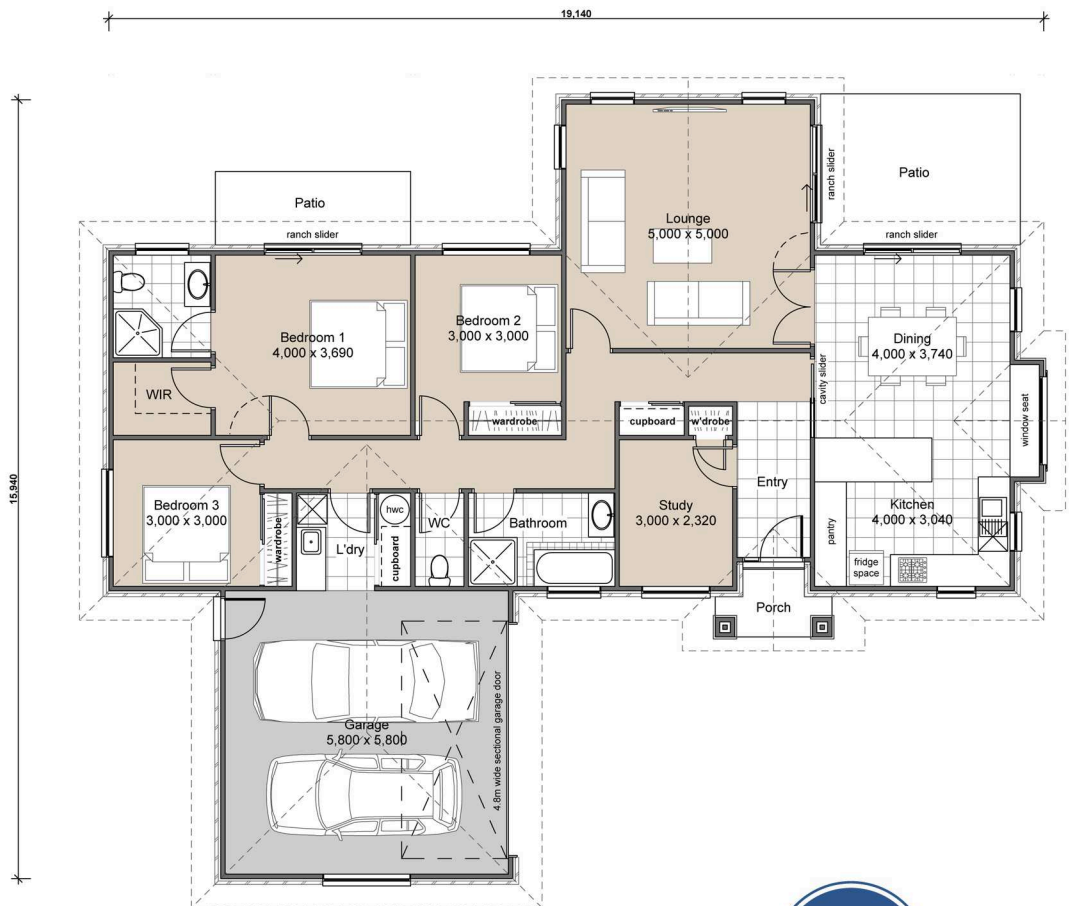 19,140
15,940
Patio
ranch slider
Lounge
5,000 x 5,000
ranch slider
Patio
ranch slider
Bedroom 1
4,000 x 3,690
Bedroom 2
3,000 x 3,000
Dining
4,000 x 3,740
cavity slider
WIR
wardrobe
cupboard
w'drobe
window seat
Bedroom 3
3,000 x 3,000
wardrobe
L'dry
hwc
cupboard
WC
Bathroom
Study
3,000 x 2,320
Entry
Kitchen
4,000 x 3,040
pantry
fridge
space
Porch
Garage
5,800 x 5,800
4.8m wide sectional garage door